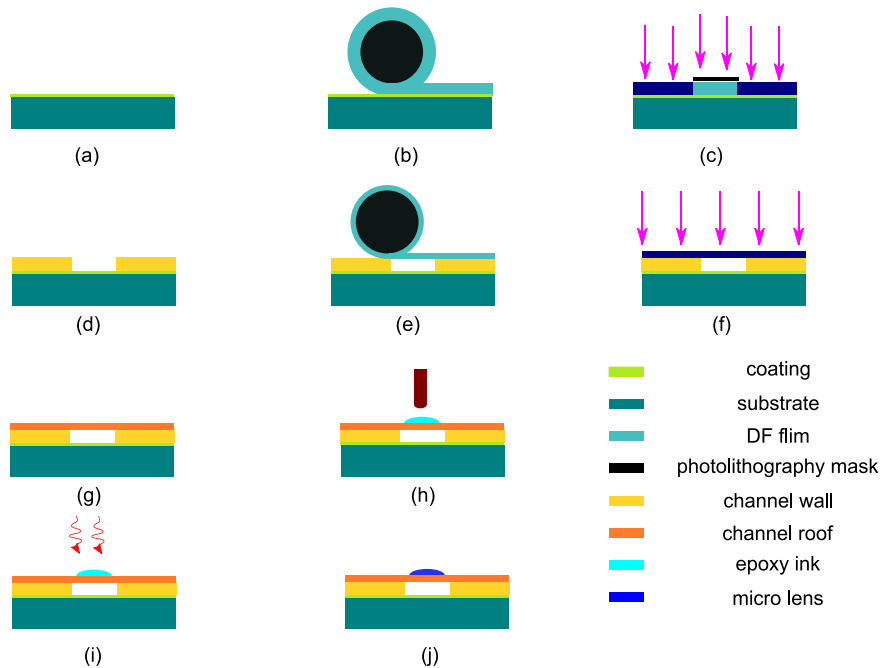 (a)
(b)
(c)
(d)
(e)
(f)
(g)
(h)
(i)
(j)
coating
substrate
DF flim
photolithography mask
channel wall
channel roof
epoxy ink
micro lens